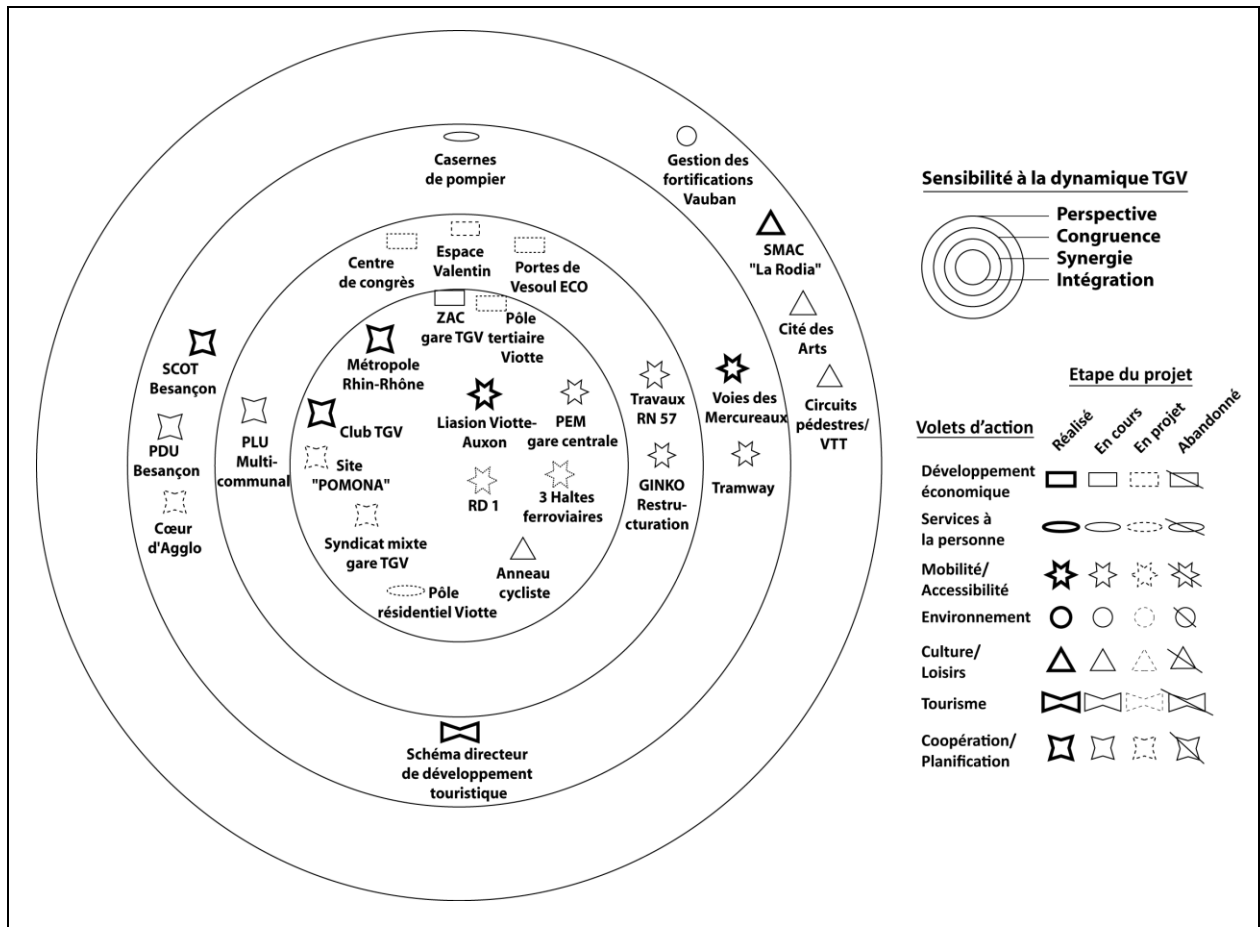 Casernes
de pompier
Gestion des
fortifications
Vauban
SMAC
"La Rodia"
Cité des
Arts
Circuits
pédestres/
VTT
Centre
de congrès
Espace
Valentin
Portes de
Vesoul ECO
ZAC
gare TGV
Pôle
tertiaire
Viotte
Métropole
Rhin-Rhône
Club TGV
Liasion Viotte-
Auxon
PEM
gare centrale
Site
"POMONA"
RD 1
3 Haltes
ferroviaires
Syndicat mixte
gare TGV
Anneau
cycliste
Pôle
résidentiel Viotte
SCOT
Besançon
PDU
Besançon
Cœur
d'Agglo
PLU
Multi-
communal
Travaux
RN 57
GINKO
Restru-
cturation
Voies des
Mercureaux
Tramway
Schéma directeur
de développement
touristique
Sensibilité à la dynamique TGV
Perspective
Congruence
Synergie
Intégration
Etape du projet
Volets d'action
Réalisé
En cours
En projet
Abandonné
Développement
économique
Services à
la personne
Mobilité/
Accessibilité
Environnement
Culture/
Loisirs
Tourisme
Coopération/
Planification